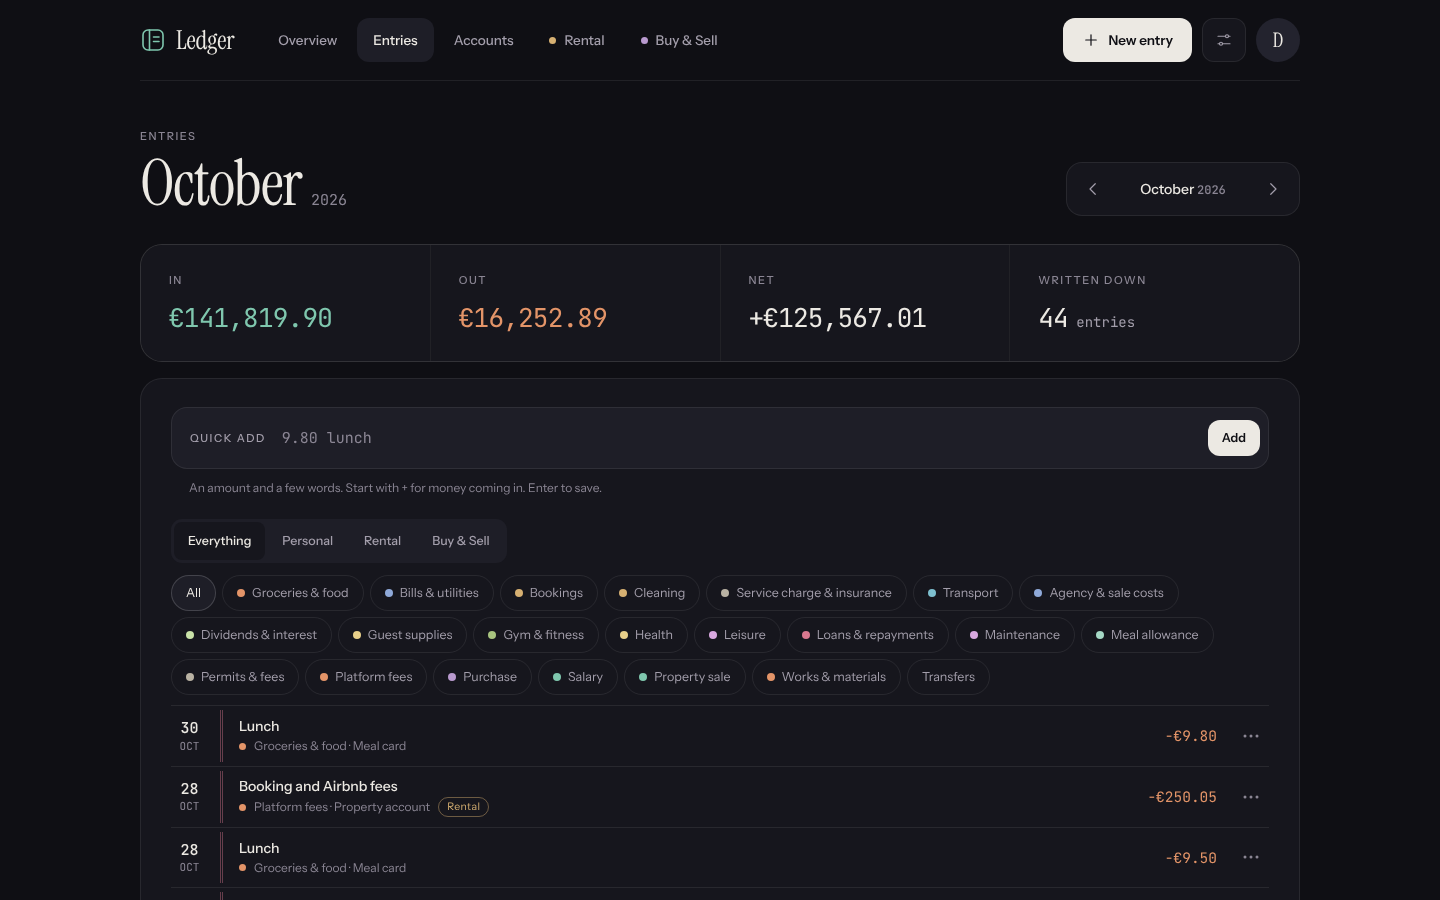 Ledger
Overview
Entries
Accounts
Rental
Buy & Sell
New entry
D
ENTRIES
October 2026
October 2026
IN
€141,819.90
OUT
€16,252.89
NET
+€125,567.01
WRITTEN DOWN
44 entries
QUICK ADD 9.80 lunch
Add
An amount and a few words. Start with + for money coming in. Enter to save.
Everything
Personal
Rental
Buy & Sell
All
Groceries & food
Bills & utilities
Bookings
Cleaning
Service charge & insurance
Transport
Agency & sale costs
Dividends & interest
Guest supplies
Gym & fitness
Health
Leisure
Loans & repayments
Maintenance
Meal allowance
Permits & fees
Platform fees
Purchase
Salary
Property sale
Works & materials
Transfers
30 OCT
Lunch
Groceries & food · Meal card
-€9.80
28 OCT
Booking and Airbnb fees
Platform fees · Property account
Rental
-€250.05
28 OCT
Lunch
Groceries & food · Meal card
-€9.50